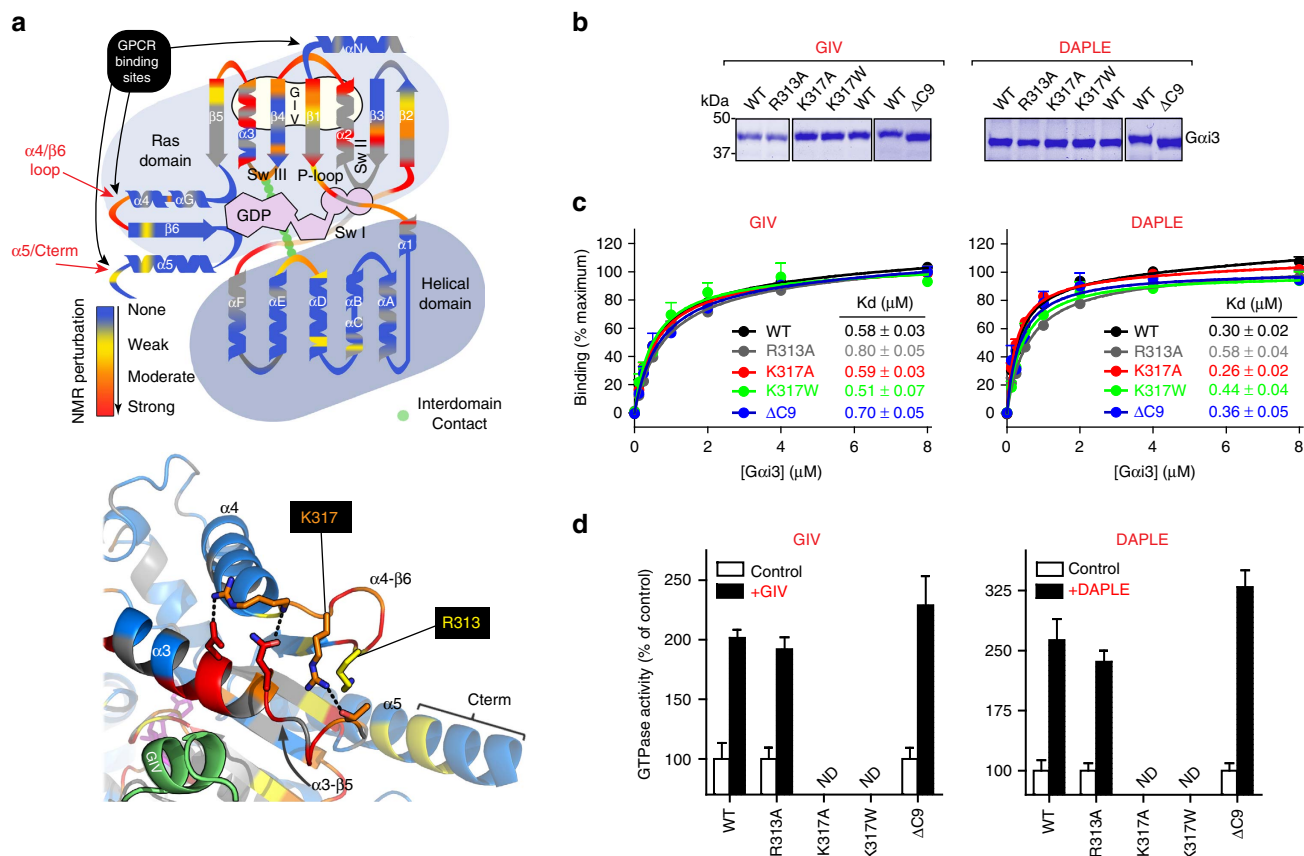 a
GPCR
binding
sites
αN
β5
α3
β4
G
I
V
β1
α2
β3
β2
Ras
domain
Sw II
α4/β6
loop
Sw III
P-loop
α4
αG
GDP
β6
Sw I
α5/Cterm
α5
α1
Helical
domain
αF
αE
αD
αB
αC
αA
NMR perturbation
None
Weak
Moderate
Strong
Interdomain
Contact
α4
K317
α4-β6
R313
α3
Cterm
α5
GIV
α3-β5
b
GIV
DAPLE
WT
R313A
K317A
K317W
WT
WT
ΔC9
WT
R313A
K317A
K317W
WT
WT
ΔC9
kDa
50
37
Gαi3
c
GIV
DAPLE
Binding (% maximum)
120
100
80
60
40
20
0
Kd (μM)
WT 0.58 ± 0.03
R313A 0.80 ± 0.05
K317A 0.59 ± 0.03
K317W 0.51 ± 0.07
ΔC9 0.70 ± 0.05
0 2 4 6 8
[Gαi3] (μM)
120
100
80
60
40
20
0
Kd (μM)
WT 0.30 ± 0.02
R313A 0.58 ± 0.04
K317A 0.26 ± 0.02
K317W 0.44 ± 0.04
ΔC9 0.36 ± 0.05
0 2 4 6 8
[Gαi3] (μM)
d
GIV
DAPLE
GTPase activity (% of control)
Control
+GIV
250
200
150
100
ND
ND
WT
R313A
K317A
K317W
ΔC9
Control
+DAPLE
325
250
175
100
ND
ND
WT
R313A
K317A
K317W
ΔC9